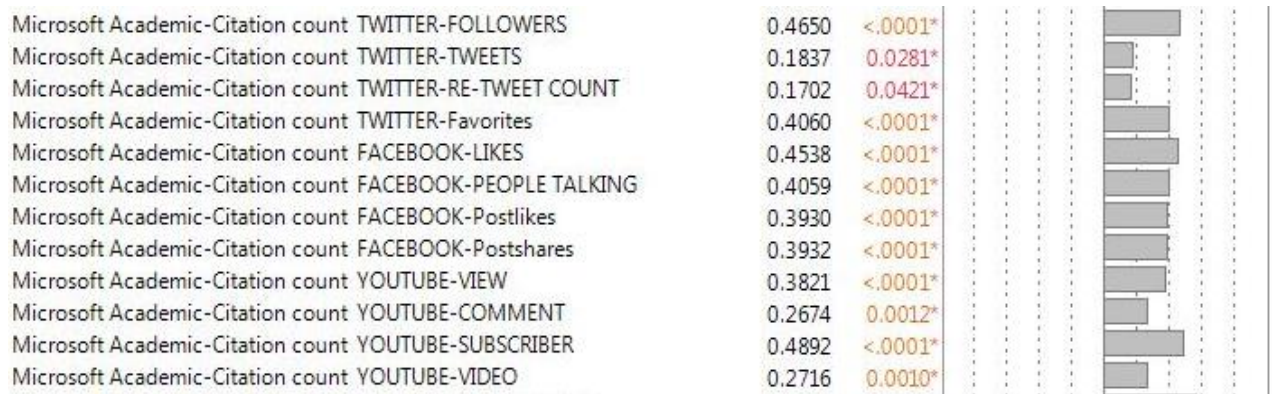 Microsoft Academic-Citation count TWITTER-FOLLOWERS 0.4650 <.0001*
Microsoft Academic-Citation count TWITTER-TWEETS 0.1837 0.0281*
Microsoft Academic-Citation count TWITTER-RE-TWEET COUNT 0.1702 0.0421*
Microsoft Academic-Citation count TWITTER-Favorites 0.4060 <.0001*
Microsoft Academic-Citation count FACEBOOK-LIKES 0.4538 <.0001*
Microsoft Academic-Citation count FACEBOOK-PEOPLE TALKING 0.4059 <.0001*
Microsoft Academic-Citation count FACEBOOK-Postlikes 0.3930 <.0001*
Microsoft Academic-Citation count FACEBOOK-Postshares 0.3932 <.0001*
Microsoft Academic-Citation count YOUTUBE-VIEW 0.3821 <.0001*
Microsoft Academic-Citation count YOUTUBE-COMMENT 0.2674 0.0012*
Microsoft Academic-Citation count YOUTUBE-SUBSCRIBER 0.4892 <.0001*
Microsoft Academic-Citation count YOUTUBE-VIDEO 0.2716 0.0010*